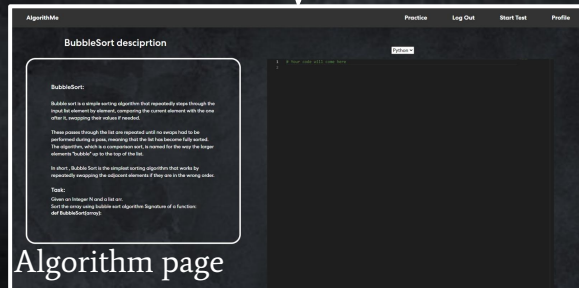 AlgorithMe
Practice
Log Out
Start Test
Profile
BubbleSort desciprtion
Python
BubbleSort:
Bubble sort is a simple sorting algorithm that repeatedly steps through the
input list element by element, comparing the current element with the one
after it, swapping their values if needed.
These passes through the list are repeated until no swaps had to be
performed during a pass, meaning that the list has become fully sorted.
The algorithm, which is a comparison sort, is named for the way the larger
elements "bubble" up to the top of the list.
In short , Bubble Sort is the simplest sorting algorithm that works by
repeatedly swapping the adjacent elements if they are in the wrong order.
Task:
Given an Integer N and a list arr.
Sort the array using bubble sort algorithm Signature of a function:
def BubbleSort(array):
1 # Your code will come here
2
Algorithm page